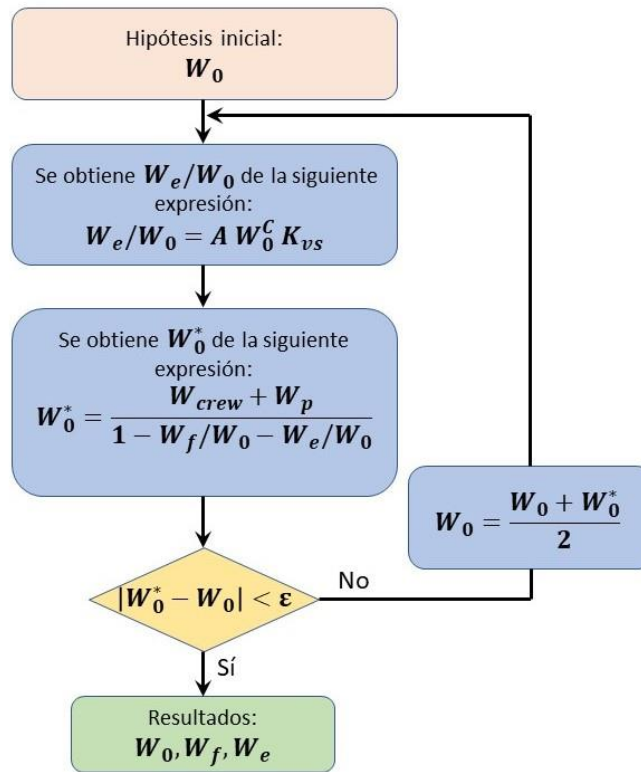 Hipótesis inicial:
W₀
Se obtiene Wₑ/W₀ de la siguiente
expresión:
Wₑ/W₀ = A W₀^C Kᵥₛ
Se obtiene W₀* de la siguiente
expresión:
W₀* = (W_crew + W_p) / (1 − W_f/W₀ − Wₑ/W₀)
W₀ = (W₀ + W₀*) / 2
|W₀* − W₀| < ε
No
Sí
Resultados:
W₀, W_f, Wₑ